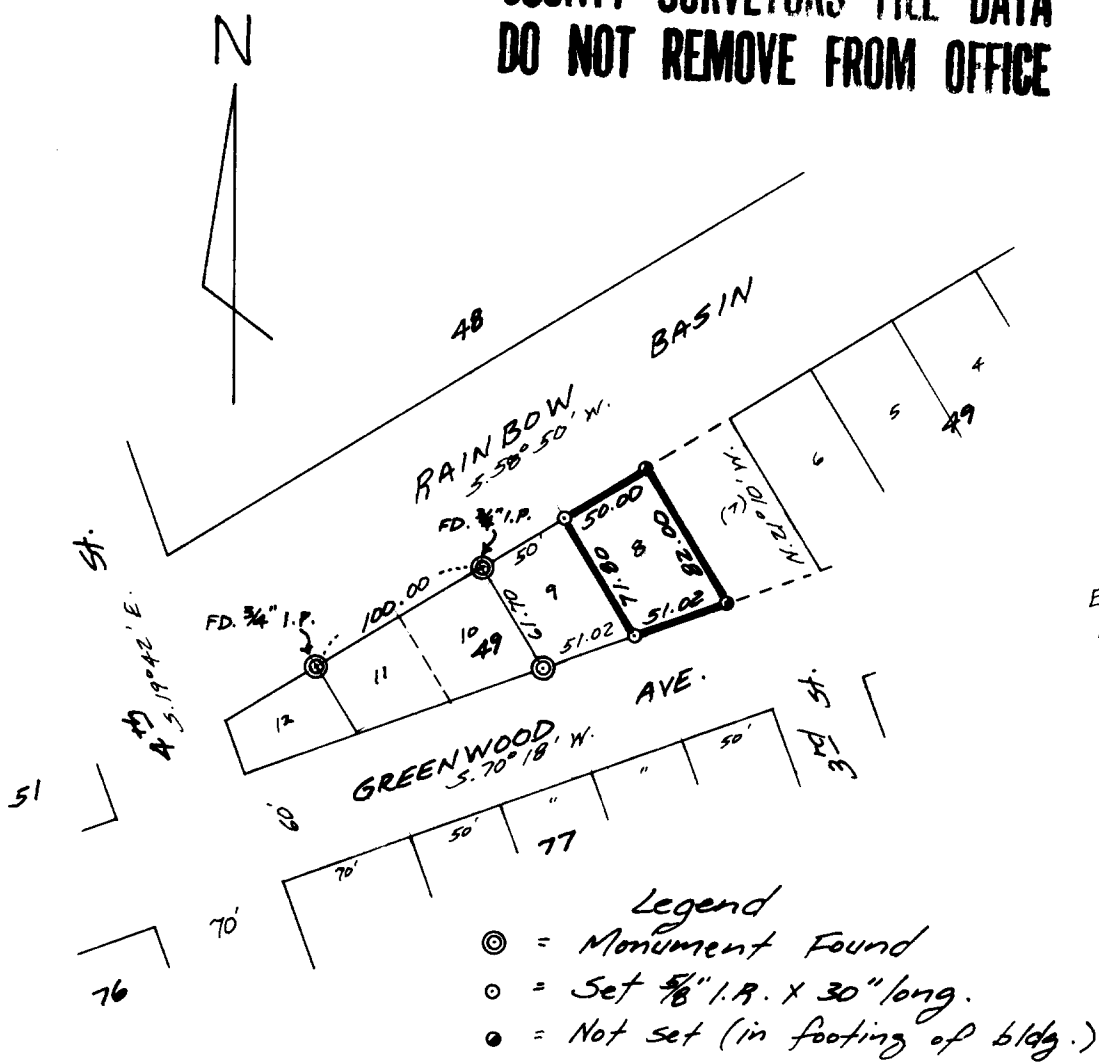 COUNTY SURVEYORS FILE DATA
DO NOT REMOVE FROM OFFICE
N
48
BASIN
RAINBOW
S. 58° 50' W.
4
49
5
6
(7)
N. 21° 10' W.
FD. 3/4" I.P.
50.00
50'
8
82.00
71.80
51.02
9
61.70
51.02
100.00
10
49
11
FD. 3/4" I.P.
12
St.
S. 19° 42' E.
4th
AVE.
GREENWOOD
S. 70° 18' W.
3rd St.
51
60'
50'
"
"
50'
70'
77
70'
76
Legend
= Monument Found
= Set 5/8" I.R. X 30" long.
= Not set (in footing of bldg.)